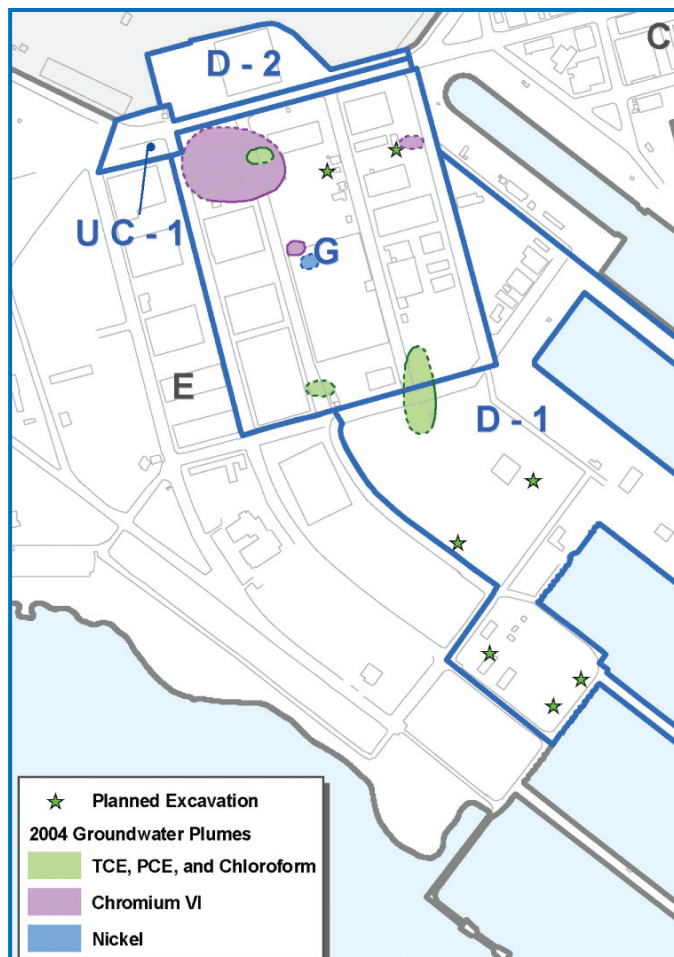 C
D - 2
U C - 1
G
E
D - 1
Planned Excavation
2004 Groundwater Plumes
TCE, PCE, and Chloroform
Chromium VI
Nickel